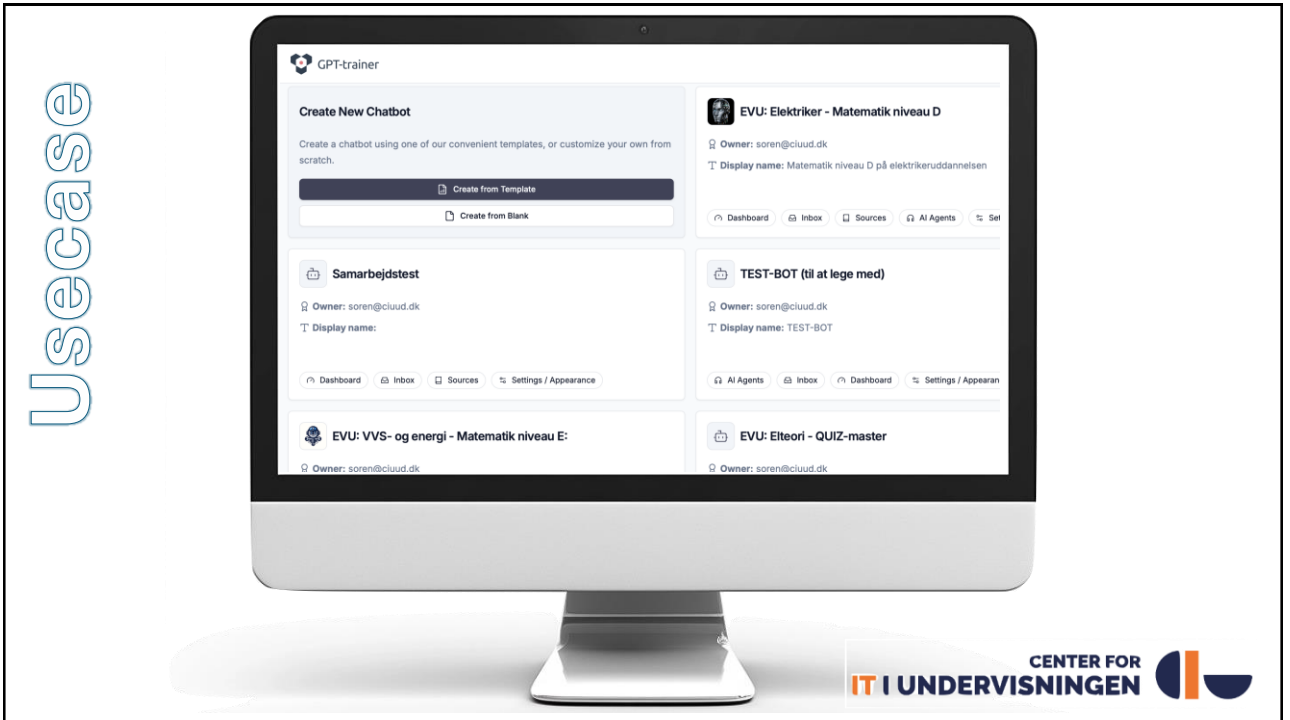 Usecase
GPT-trainer
Create New Chatbot
Create a chatbot using one of our convenient templates, or customize your own from
scratch.
Create from Template
Create from Blank
EVU: Elektriker - Matematik niveau D
Owner: soren@ciuud.dk
Display name: Matematik niveau D på elektrikeruddannelsen
Dashboard Inbox Sources AI Agents Set
Samarbejdstest
Owner: soren@ciuud.dk
Display name:
Dashboard Inbox Sources Settings / Appearance
TEST-BOT (til at lege med)
Owner: soren@ciuud.dk
Display name: TEST-BOT
AI Agents Inbox Dashboard Settings / Appearan
EVU: VVS- og energi - Matematik niveau E:
Owner: soren@ciuud.dk
EVU: Elteori - QUIZ-master
Owner: soren@ciuud.dk
CENTER FOR
IT I UNDERVISNINGEN